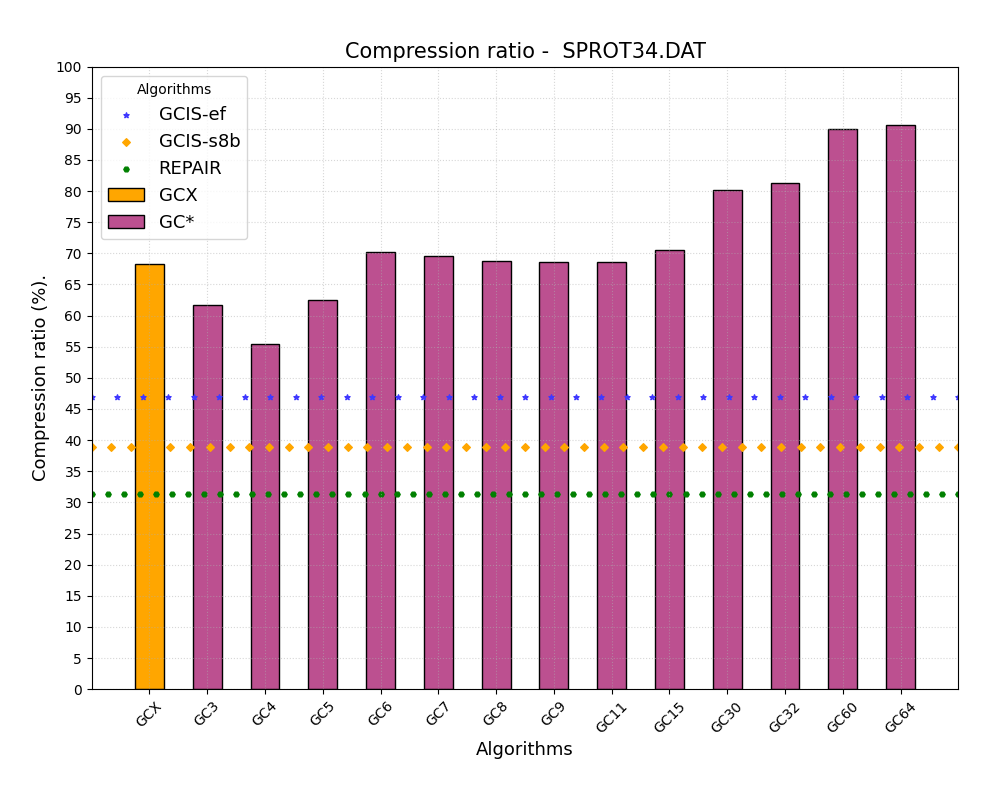 Compression ratio -  SPROT34.DAT
Compression ratio (%).
100
95
90
85
80
75
70
65
60
55
50
45
40
35
30
25
20
15
10
5
0
Algorithms
GCIS-ef
GCIS-s8b
REPAIR
GCX
GC*
GCX
GC3
GC4
GC5
GC6
GC7
GC8
GC9
GC11
GC15
GC30
GC32
GC60
GC64
Algorithms